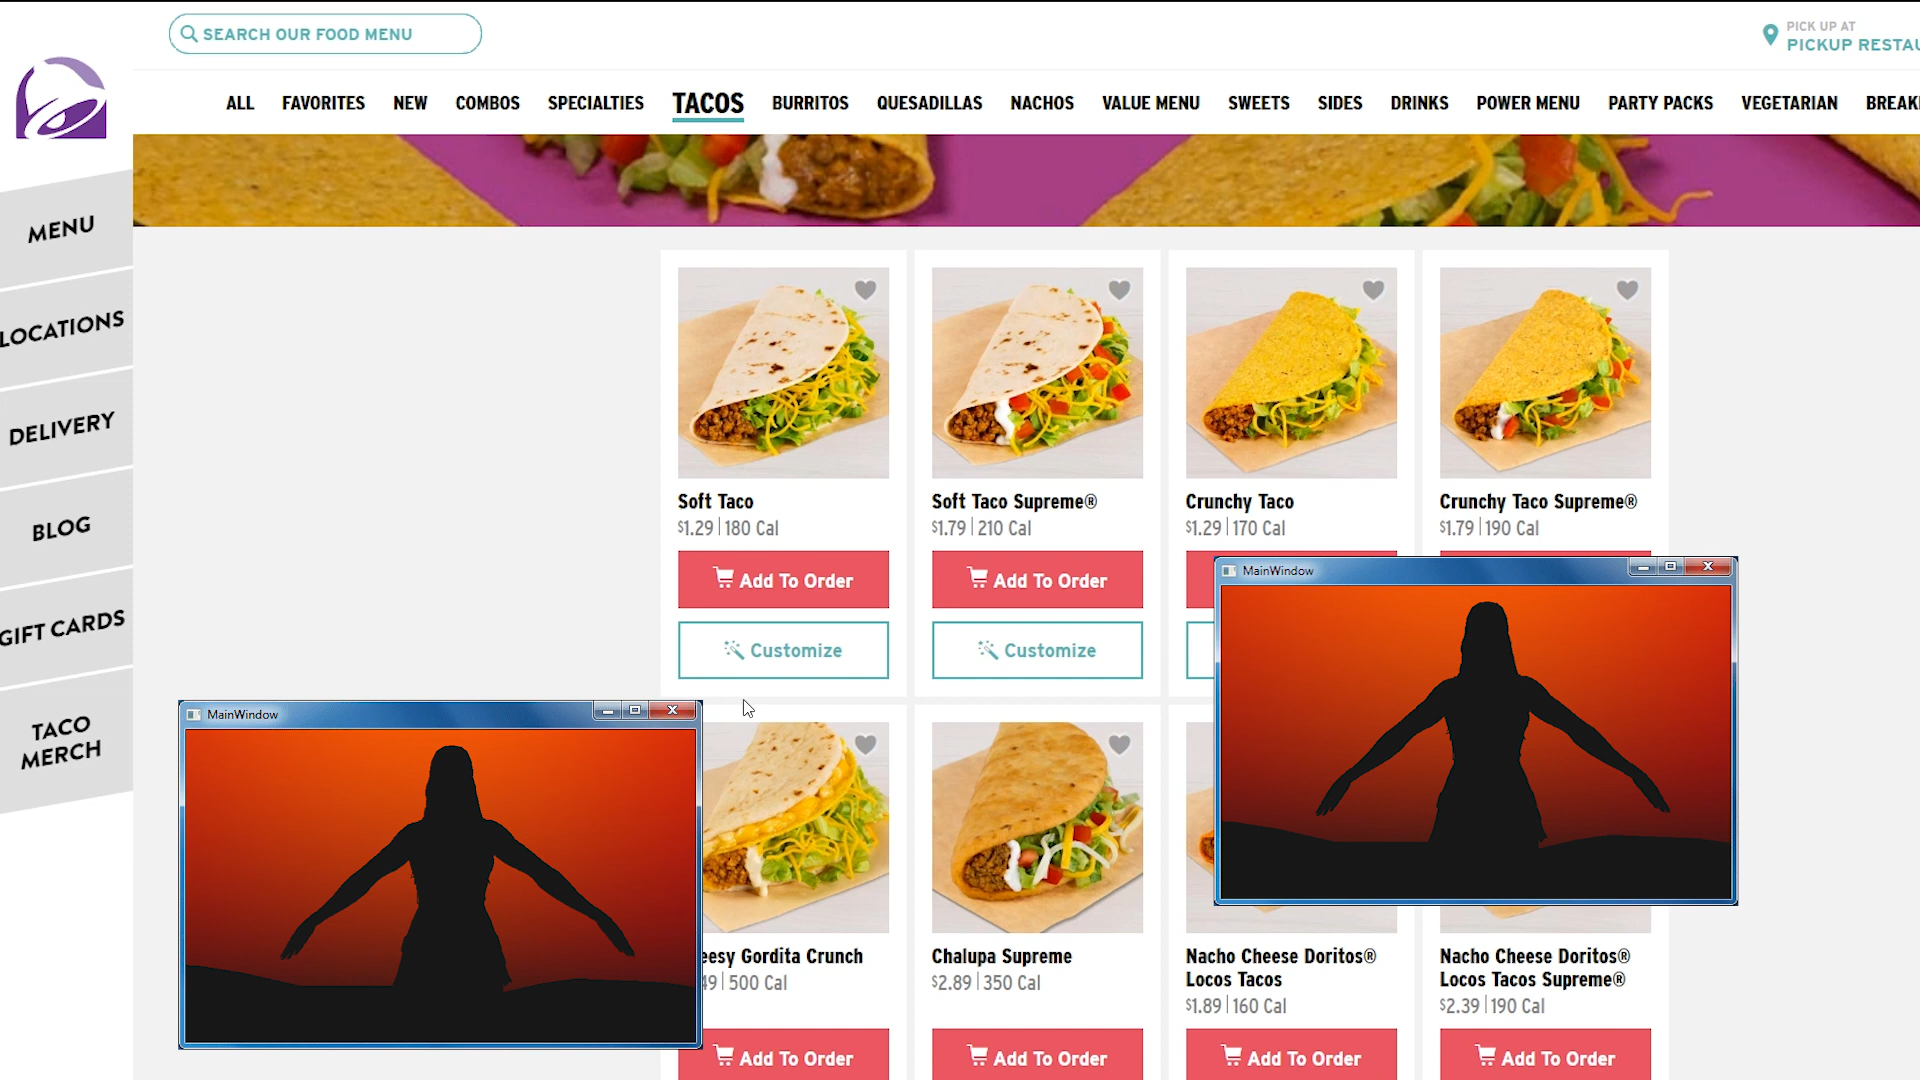 SEARCH OUR FOOD MENU
PICK UP AT
PICKUP RESTAU
ALL FAVORITES NEW COMBOS SPECIALTIES TACOS BURRITOS QUESADILLAS NACHOS VALUE MENU SWEETS SIDES DRINKS POWER MENU PARTY PACKS VEGETARIAN BREAK
MENU
LOCATIONS
DELIVERY
BLOG
GIFT CARDS
TACO
MERCH
Soft Taco
$1.29 | 180 Cal
Add To Order
Customize
Soft Taco Supreme®
$1.79 | 210 Cal
Add To Order
Customize
Crunchy Taco
$1.29 | 170 Cal
Crunchy Taco Supreme®
$1.79 | 190 Cal
MainWindow
MainWindow
eesy Gordita Crunch
49 | 500 Cal
Add To Order
Chalupa Supreme
$2.89 | 350 Cal
Add To Order
Nacho Cheese Doritos®
Locos Tacos
$1.89 | 160 Cal
Add To Order
Nacho Cheese Doritos®
Locos Tacos Supreme®
$2.39 | 190 Cal
Add To Order